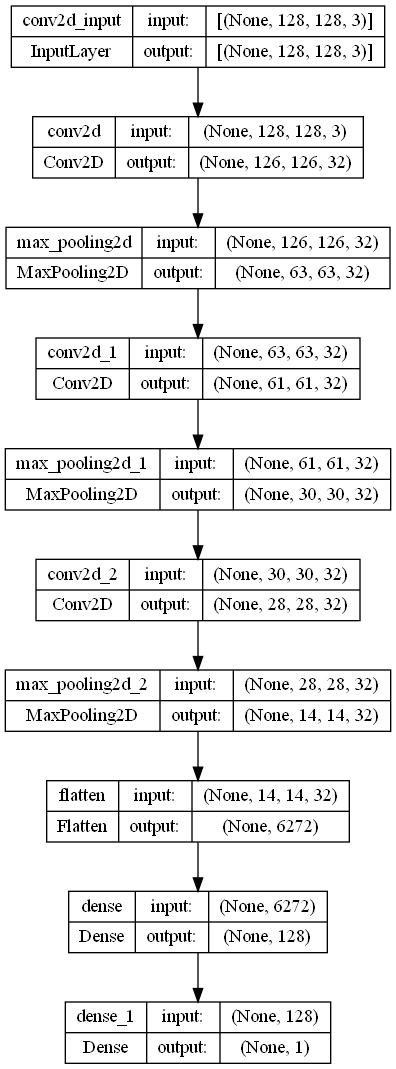 conv2d_input input: [(None, 128, 128, 3)]
InputLayer output: [(None, 128, 128, 3)]
conv2d input: (None, 128, 128, 3)
Conv2D output: (None, 126, 126, 32)
max_pooling2d input: (None, 126, 126, 32)
MaxPooling2D output: (None, 63, 63, 32)
conv2d_1 input: (None, 63, 63, 32)
Conv2D output: (None, 61, 61, 32)
max_pooling2d_1 input: (None, 61, 61, 32)
MaxPooling2D output: (None, 30, 30, 32)
conv2d_2 input: (None, 30, 30, 32)
Conv2D output: (None, 28, 28, 32)
max_pooling2d_2 input: (None, 28, 28, 32)
MaxPooling2D output: (None, 14, 14, 32)
flatten input: (None, 14, 14, 32)
Flatten output: (None, 6272)
dense input: (None, 6272)
Dense output: (None, 128)
dense_1 input: (None, 128)
Dense output: (None, 1)